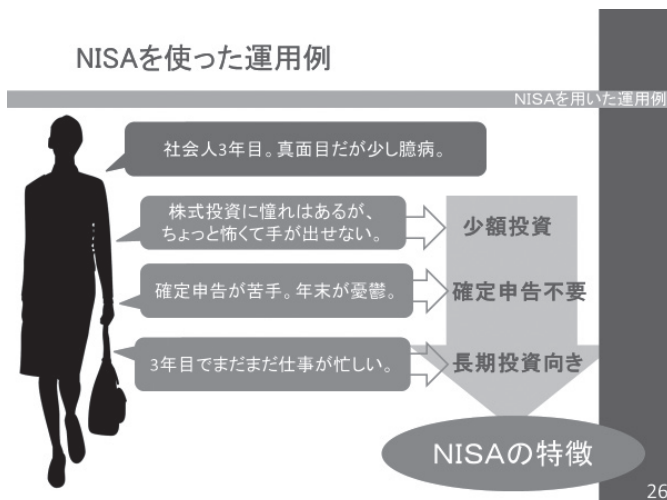 NISAを使った運用例
NISAを用いた運用例
社会人3年目。真面目だが少し臆病。
株式投資に憧れはあるが、
ちょっと怖くて手が出せない。
少額投資
確定申告が苦手。年末が憂鬱。
確定申告不要
3年目でまだまだ仕事が忙しい。
長期投資向き
NISAの特徴
26